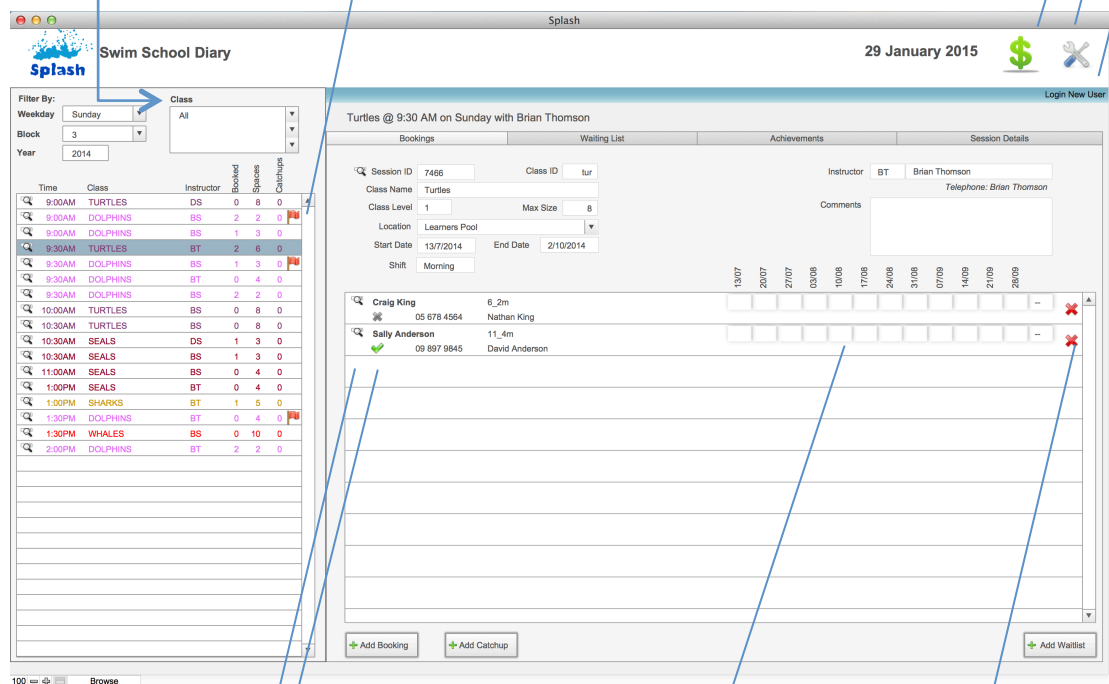 Splash
Splash
Swim School Diary
29 January 2015
Login New User
Filter By:
Class
Weekday Sunday
All
Block 3
Year 2014
Time Class Instructor Booked Spaces Catchups
9:00AM TURTLES DS 0 8 0
9:00AM DOLPHINS BS 2 2 0
9:00AM DOLPHINS BS 1 3 0
9:30AM TURTLES BT 2 6 0
9:30AM DOLPHINS BS 1 3 0
9:30AM DOLPHINS BT 0 4 0
9:30AM DOLPHINS BS 2 2 0
10:00AM TURTLES BS 0 8 0
10:30AM TURTLES BS 0 8 0
10:30AM SEALS DS 1 3 0
10:30AM SEALS BS 1 3 0
11:00AM SEALS BS 0 4 0
1:00PM SEALS BT 0 4 0
1:00PM SHARKS BT 1 5 0
1:30PM DOLPHINS BT 0 4 0
1:30PM WHALES BS 0 10 0
2:00PM DOLPHINS BT 2 2 0
Turtles @ 9:30 AM on Sunday with Brian Thomson
Bookings Waiting List Achievements Session Details
Session ID 7466 Class ID tur Instructor BT Brian Thomson
Class Name Turtles Telephone: Brian Thomson
Class Level 1 Max Size 8 Comments
Location Learners Pool
Start Date 13/7/2014 End Date 2/10/2014
Shift Morning
13/07 20/07 27/07 03/08 10/08 17/08 24/08 31/08 07/09 14/09 21/09 28/09
Craig King 6_2m --
05 678 4564 Nathan King
Sally Anderson 11_4m --
09 897 9845 David Anderson
Add Booking Add Catchup Add Waitlist
100 Browse